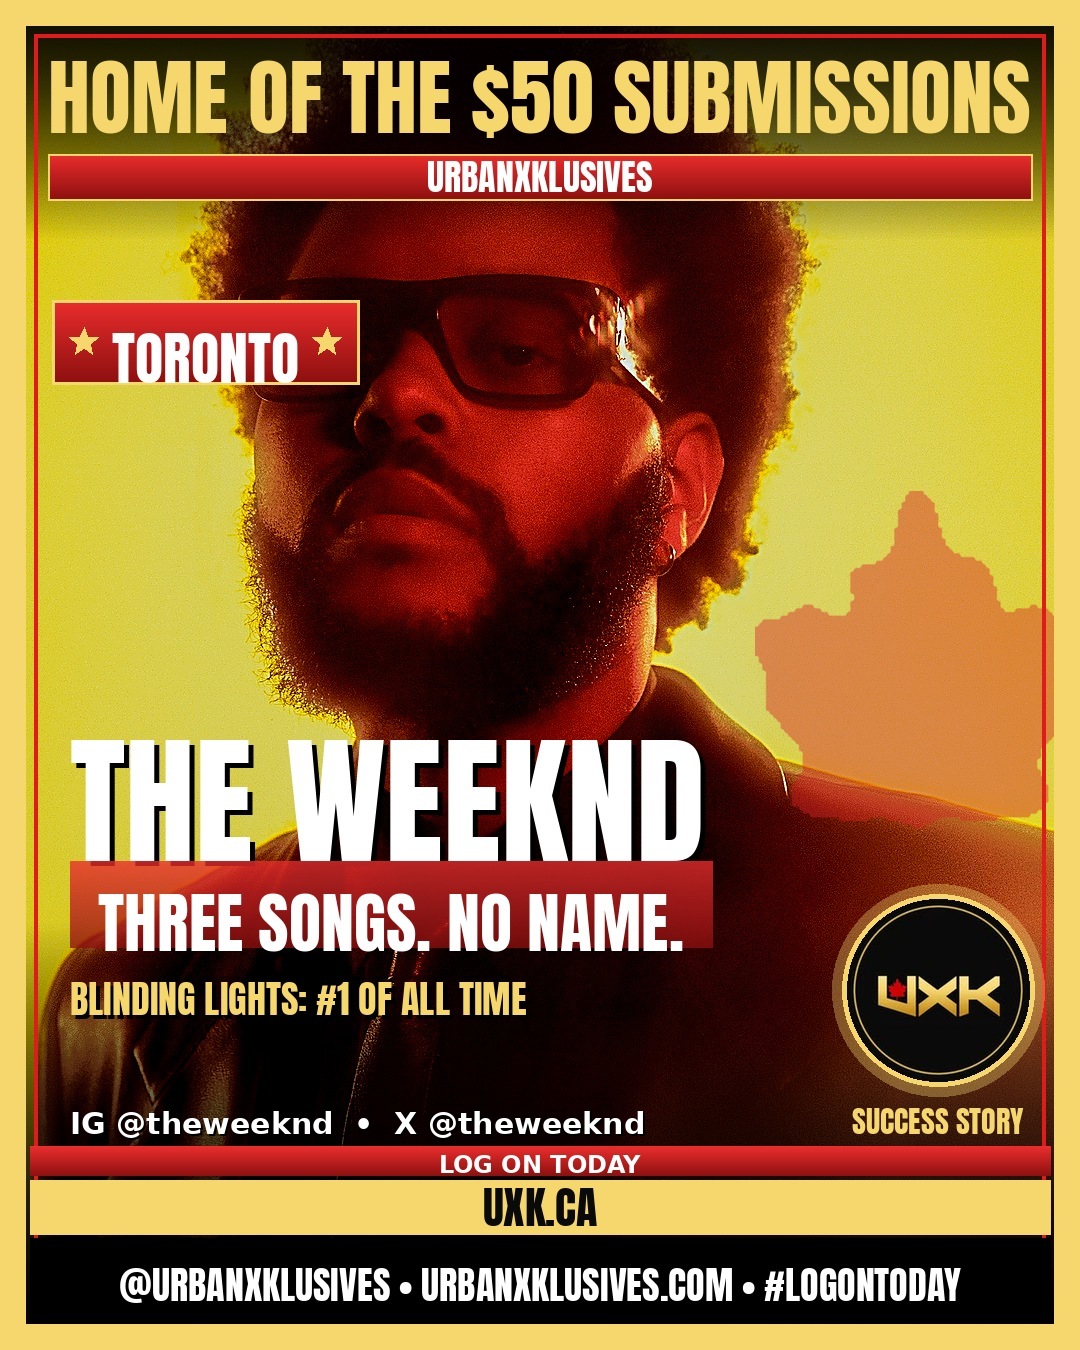 HOME OF THE $50 SUBMISSIONS
URBANXKLUSIVES
TORONTO
THE WEEKND
THREE SONGS. NO NAME.
BLINDING LIGHTS: #1 OF ALL TIME
UXK
IG @theweeknd • X @theweeknd
SUCCESS STORY
LOG ON TODAY
UXK.CA
@URBANXKLUSIVES • URBANXKLUSIVES.COM • #LOGONTODAY